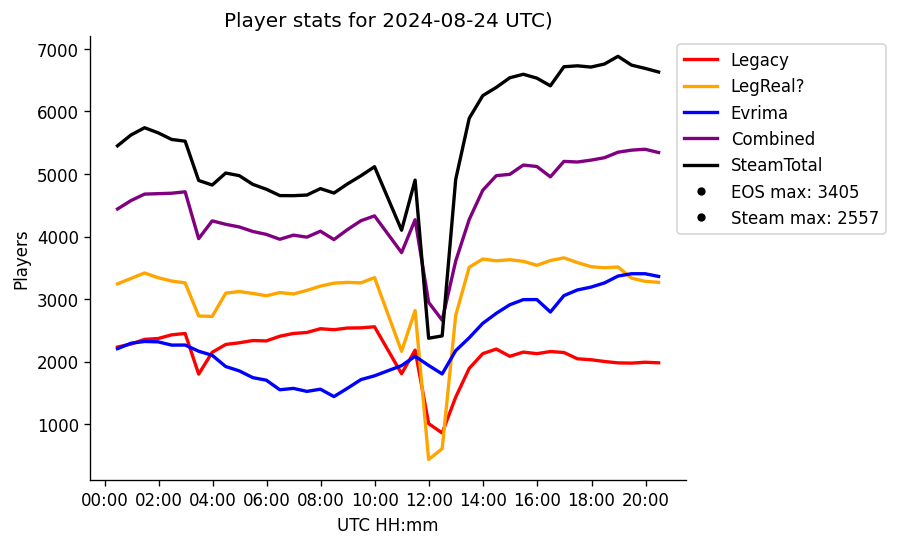 Player stats for 2024-08-24 UTC)
7000
6000
5000
4000
3000
2000
1000
Players
00:00 02:00 04:00 06:00 08:00 10:00 12:00 14:00 16:00 18:00 20:00
UTC HH:mm
Legacy
LegReal?
Evrima
Combined
SteamTotal
EOS max: 3405
Steam max: 2557